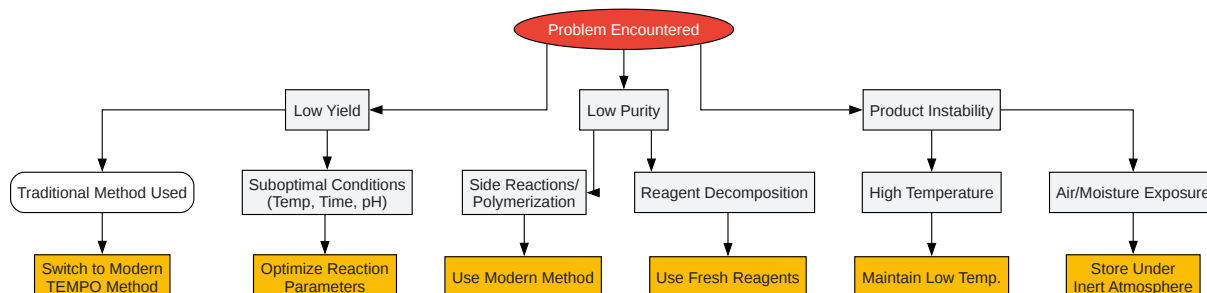 Problem Encountered
Low Yield
Low Purity
Product Instability
Traditional Method Used
Suboptimal Conditions
(Temp, Time, pH)
Side Reactions/
Polymerization
Reagent Decomposition
High Temperature
Air/Moisture Exposure
Switch to Modern
TEMPO Method
Optimize Reaction
Parameters
Use Modern Method
Use Fresh Reagents
Maintain Low Temp.
Store Under
Inert Atmosphere